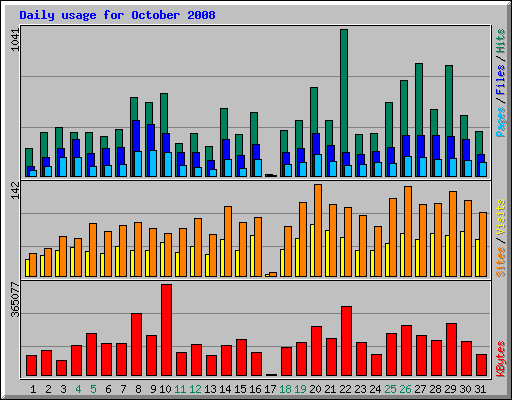 Daily usage for October 2008
1041
Pages / Files / Hits
142
Sites / Visits
365077
KBytes
1 2 3 4 5 6 7 8 9 10 11 12 13 14 15 16 17 18 19 20 21 22 23 24 25 26 27 28 29 30 31